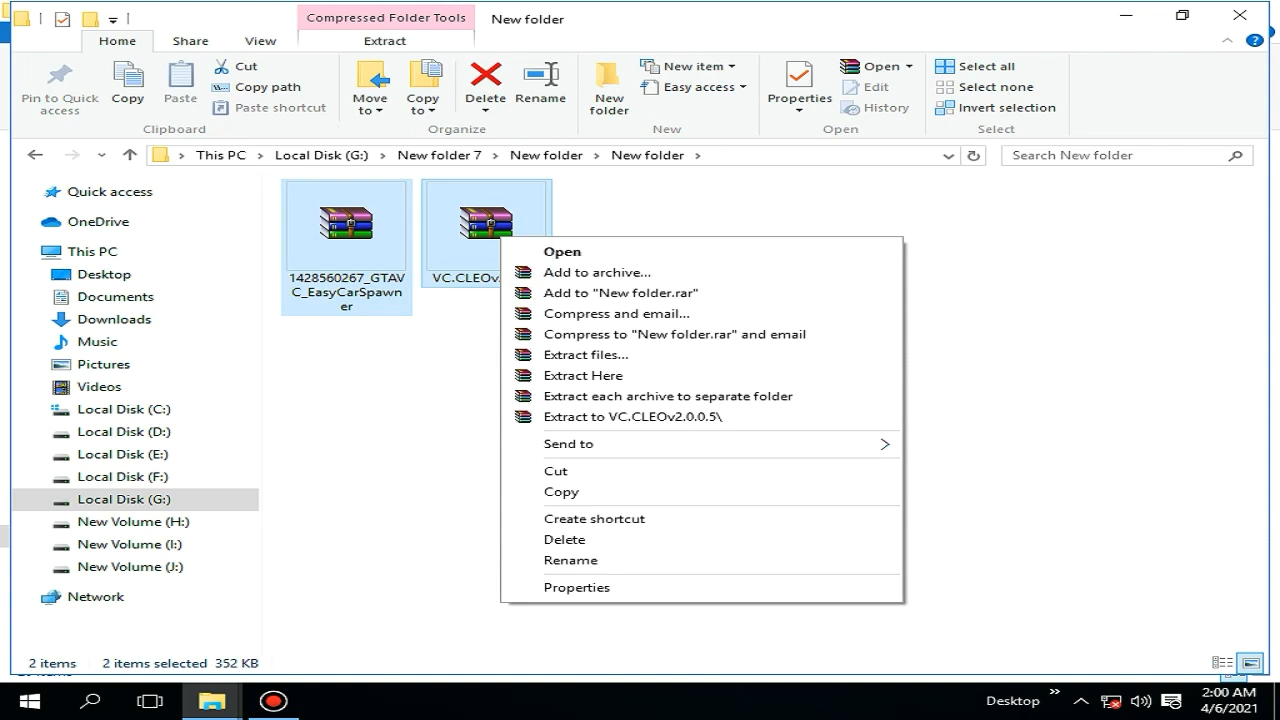 Compressed Folder Tools
New folder
Home
Share
View
Extract
Pin to Quick
access
Copy
Paste
Cut
Copy path
Paste shortcut
Clipboard
Move
to
Copy
to
Delete
Rename
Organize
New
folder
New item
Easy access
New
Properties
Open
Edit
History
Open
Select all
Select none
Invert selection
Select
This PC
Local Disk (G:)
New folder 7
New folder
New folder
Search New folder
Quick access
OneDrive
This PC
Desktop
Documents
Downloads
Music
Pictures
Videos
Local Disk (C:)
Local Disk (D:)
Local Disk (E:)
Local Disk (F:)
Local Disk (G:)
New Volume (H:)
New Volume (I:)
New Volume (J:)
Network
1428560267_GTAV
C_EasyCarSpawn
er
VC.CLEOv
Open
Add to archive...
Add to "New folder.rar"
Compress and email...
Compress to "New folder.rar" and email
Extract files...
Extract Here
Extract each archive to separate folder
Extract to VC.CLEOv2.0.0.5\
Send to
Cut
Copy
Create shortcut
Delete
Rename
Properties
2 items
2 items selected 352 KB
Desktop
2:00 AM
4/6/2021